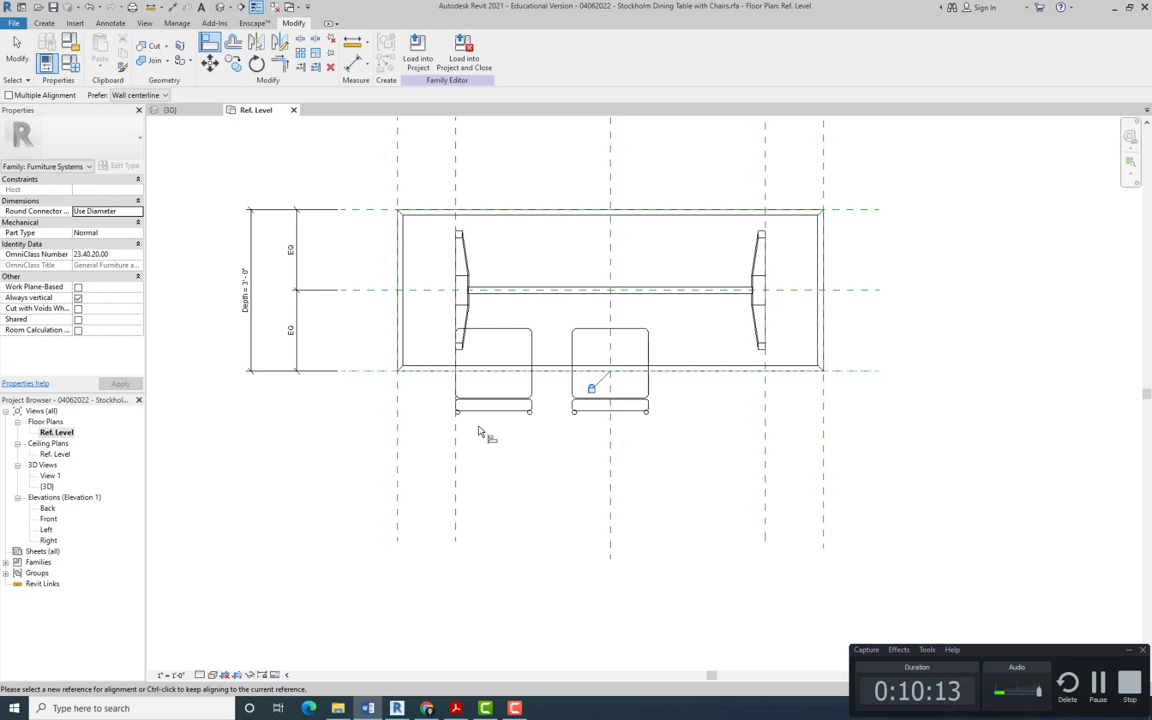 Autodesk Revit 2021 - Educational Version - 04062022 - Stockholm Dining Table with Chairs.rfa - Floor Plan: Ref. Level
Sign In
File
Create
Insert
Annotate
View
Manage
Add-Ins
Enscape™
Modify
Modify
Paste
Cut
Join
Load into
Project
Load into
Project and Close
Select
Properties
Clipboard
Geometry
Modify
Measure
Create
Family Editor
Multiple Alignment
Prefer:
Wall centerline
{3D}
Ref. Level
Properties
Family: Furniture Systems
Edit Type
Constraints
Host
Dimensions
Round Connector ...
Use Diameter
Mechanical
Part Type
Normal
Identity Data
OmniClass Number
23.40.20.00
OmniClass Title
General Furniture a...
Other
Work Plane-Based
Always vertical
Cut with Voids Wh...
Shared
Room Calculation ...
Properties help
Apply
Project Browser - 04062022 - Stockhol...
Views (all)
Floor Plans
Ref. Level
Ceiling Plans
Ref. Level
3D Views
View 1
{3D}
Elevations (Elevation 1)
Back
Front
Left
Right
Sheets (all)
Families
Groups
Revit Links
Depth = 3' - 0"
EQ
EQ
1" = 1'-0"
Please select a new reference for alignment or Ctrl-click to keep aligning to the current reference.
Capture
Effects
Tools
Help
Duration
0:10:13
Audio
Delete
Pause
Stop
Type here to search